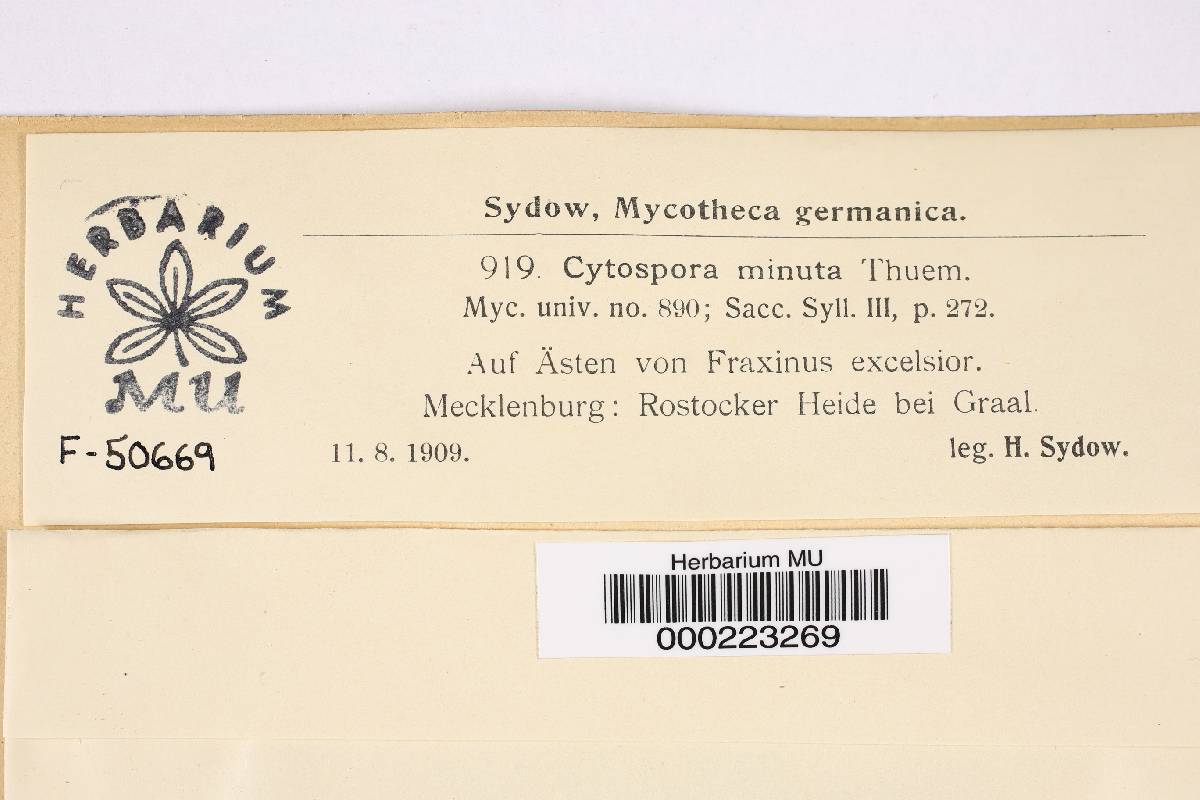 HERBARIUM
MU
F-50669
Sydow, Mycotheca germanica.
919. Cytospora minuta Thuem.
Myc. univ. no. 890; Sacc. Syll. III, p. 272.
Auf Ästen von Fraxinus excelsior.
Mecklenburg: Rostocker Heide bei Graal.
11. 8. 1909. leg. H. Sydow.
Herbarium MU
000223269